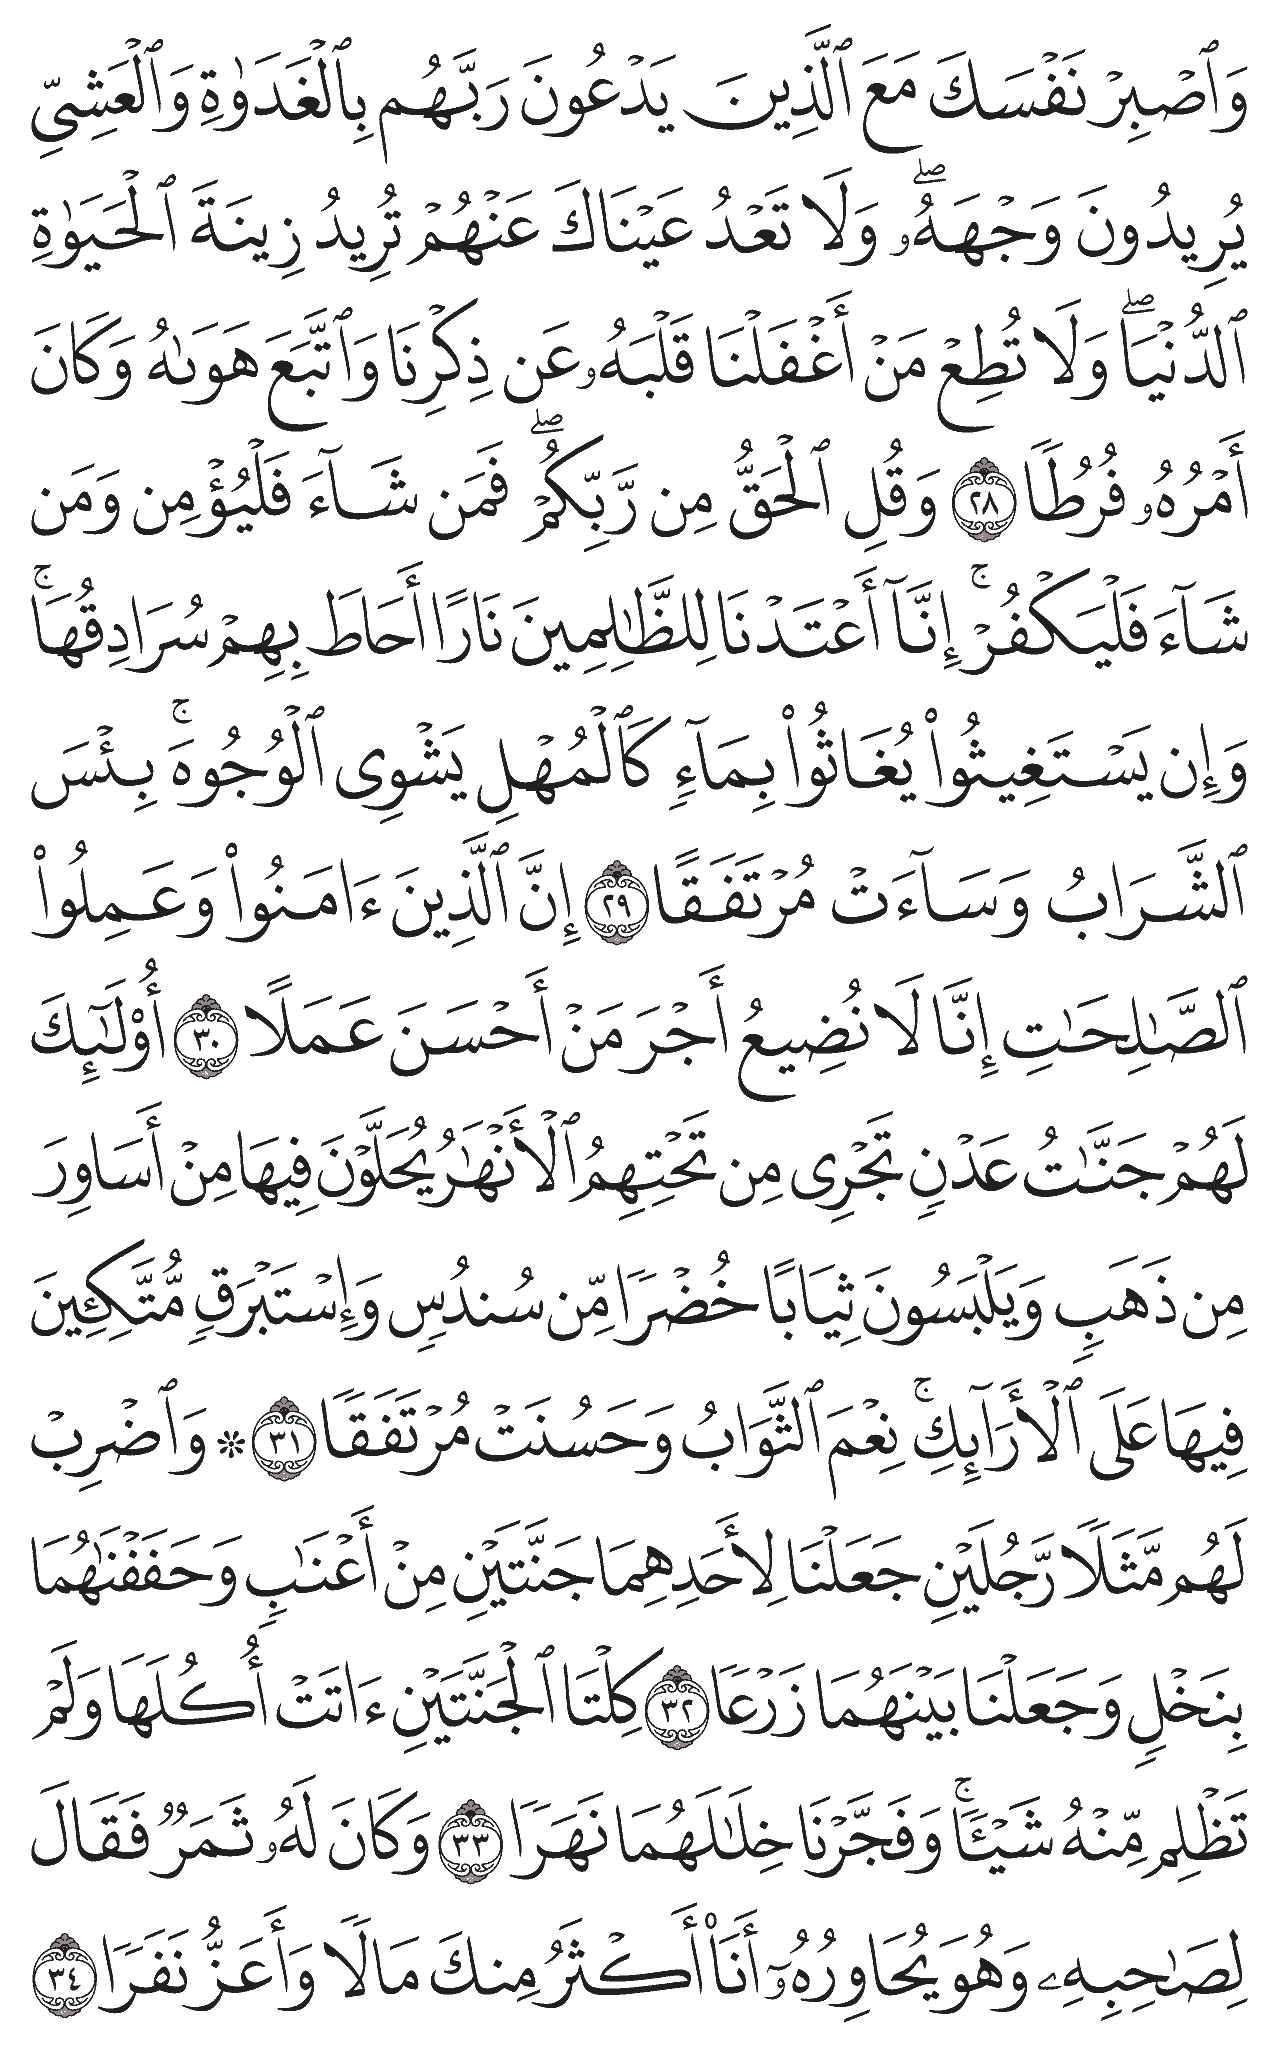 وَٱصۡبِرۡ نَفۡسَكَ مَعَ ٱلَّذِينَ يَدۡعُونَ رَبَّهُم بِٱلۡغَدَوٰةِ وَٱلۡعَشِيِّ
يُرِيدُونَ وَجۡهَهُۥۖ وَلَا تَعۡدُ عَيۡنَاكَ عَنۡهُمۡ تُرِيدُ زِينَةَ ٱلۡحَيَوٰةِ
ٱلدُّنۡيَاۖ وَلَا تُطِعۡ مَنۡ أَغۡفَلۡنَا قَلۡبَهُۥ عَن ذِكۡرِنَا وَٱتَّبَعَ هَوَىٰهُ وَكَانَ
أَمۡرُهُۥ فُرُطٗا ٢٨ وَقُلِ ٱلۡحَقُّ مِن رَّبِّكُمۡۖ فَمَن شَآءَ فَلۡيُؤۡمِن وَمَن
شَآءَ فَلۡيَكۡفُرۡۚ إِنَّآ أَعۡتَدۡنَا لِلظَّٰلِمِينَ نَارًا أَحَاطَ بِهِمۡ سُرَادِقُهَاۚ
وَإِن يَسۡتَغِيثُواْ يُغَاثُواْ بِمَآءٖ كَٱلۡمُهۡلِ يَشۡوِي ٱلۡوُجُوهَۚ بِئۡسَ
ٱلشَّرَابُ وَسَآءَتۡ مُرۡتَفَقًا ٢٩ إِنَّ ٱلَّذِينَ ءَامَنُواْ وَعَمِلُواْ
ٱلصَّٰلِحَٰتِ إِنَّا لَا نُضِيعُ أَجۡرَ مَنۡ أَحۡسَنَ عَمَلًا ٣٠ أُوْلَٰٓئِكَ
لَهُمۡ جَنَّٰتُ عَدۡنٖ تَجۡرِي مِن تَحۡتِهِمُ ٱلۡأَنۡهَٰرُ يُحَلَّوۡنَ فِيهَا مِنۡ أَسَاوِرَ
مِن ذَهَبٖ وَيَلۡبَسُونَ ثِيَابًا خُضۡرٗا مِّن سُندُسٖ وَإِسۡتَبۡرَقٖ مُّتَّكِـِٔينَ
فِيهَا عَلَى ٱلۡأَرَآئِكِۚ نِعۡمَ ٱلثَّوَابُ وَحَسُنَتۡ مُرۡتَفَقٗا ٣١ ۞ وَٱضۡرِبۡ
لَهُم مَّثَلٗا رَّجُلَيۡنِ جَعَلۡنَا لِأَحَدِهِمَا جَنَّتَيۡنِ مِنۡ أَعۡنَٰبٖ وَحَفَفۡنَٰهُمَا
بِنَخۡلٖ وَجَعَلۡنَا بَيۡنَهُمَا زَرۡعٗا ٣٢ كِلۡتَا ٱلۡجَنَّتَيۡنِ ءَاتَتۡ أُكُلَهَا وَلَمۡ
تَظۡلِم مِّنۡهُ شَيۡـٔٗاۚ وَفَجَّرۡنَا خِلَٰلَهُمَا نَهَرٗا ٣٣ وَكَانَ لَهُۥ ثَمَرٞ فَقَالَ
لِصَٰحِبِهِۦ وَهُوَ يُحَاوِرُهُۥٓ أَنَا۠ أَكۡثَرُ مِنكَ مَالٗا وَأَعَزُّ نَفَرٗا ٣٤